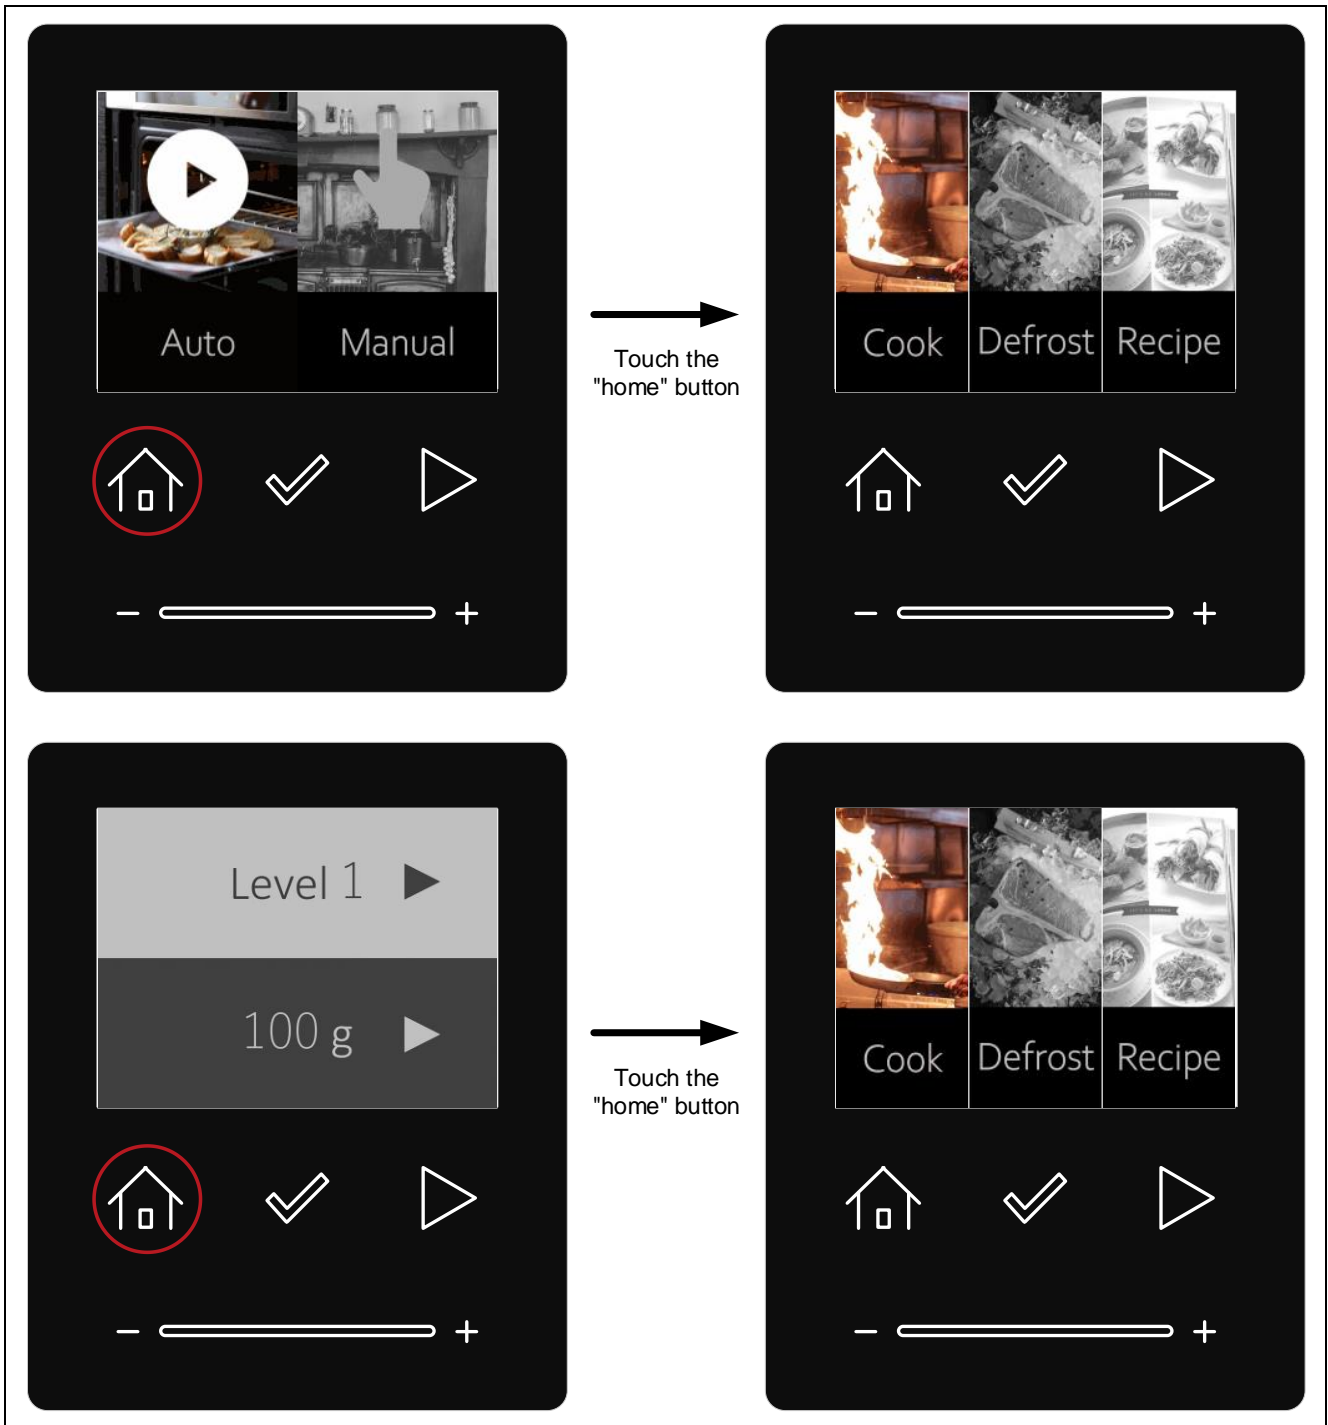 Auto Manual
Touch the
"home" button
Cook Defrost Recipe
Level 1
100 g
Touch the
"home" button
Cook Defrost Recipe